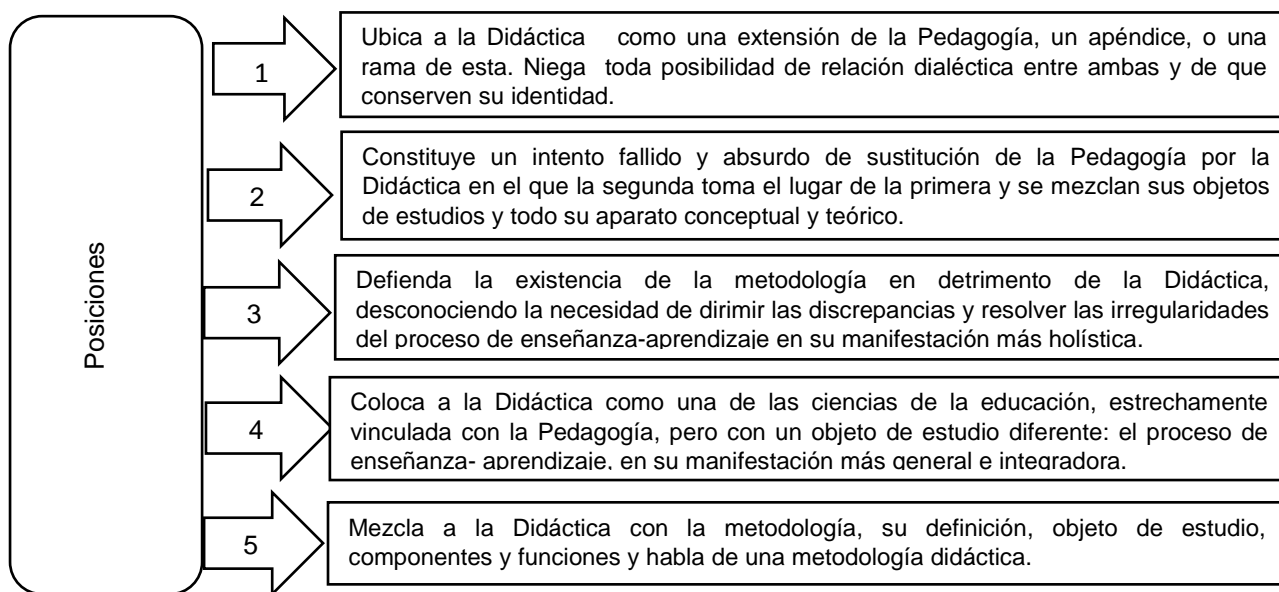 Posiciones
1
Ubica a la Didáctica como una extensión de la Pedagogía, un apéndice, o una
rama de esta. Niega toda posibilidad de relación dialéctica entre ambas y de que
conserven su identidad.
2
Constituye un intento fallido y absurdo de sustitución de la Pedagogía por la
Didáctica en el que la segunda toma el lugar de la primera y se mezclan sus objetos
de estudios y todo su aparato conceptual y teórico.
3
Defienda la existencia de la metodología en detrimento de la Didáctica,
desconociendo la necesidad de dirimir las discrepancias y resolver las irregularidades
del proceso de enseñanza-aprendizaje en su manifestación más holística.
4
Coloca a la Didáctica como una de las ciencias de la educación, estrechamente
vinculada con la Pedagogía, pero con un objeto de estudio diferente: el proceso de
enseñanza- aprendizaje, en su manifestación más general e integradora.
5
Mezcla a la Didáctica con la metodología, su definición, objeto de estudio,
componentes y funciones y habla de una metodología didáctica.